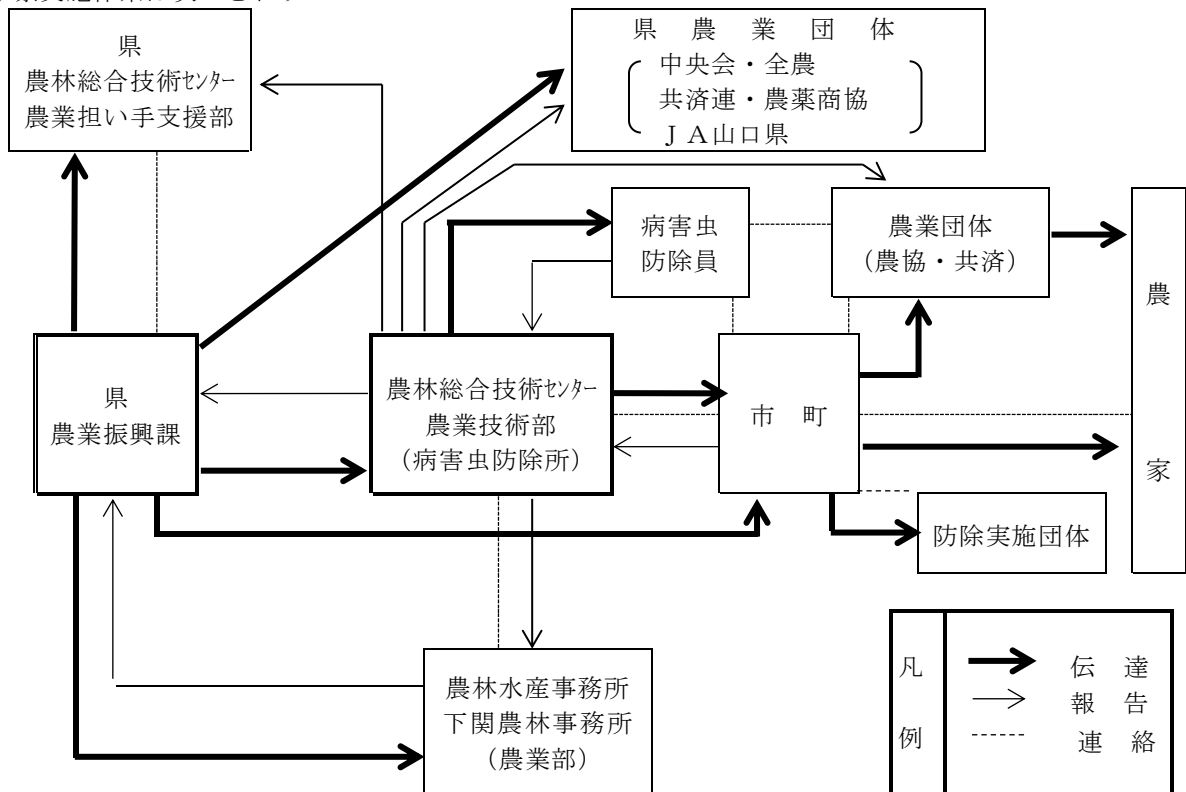 県
農林総合技術ｾﾝﾀｰ
農業担い手支援部
県農業団体
中央会・全農
共済連・農薬商協
ＪＡ山口県
病害虫
防除員
農業団体
（農協・共済）
農家
県
農業振興課
農林総合技術ｾﾝﾀｰ
農業技術部
（病害虫防除所）
市町
防除実施団体
農林水産事務所
下関農林事務所
（農業部）
凡例
伝達
報告
連絡